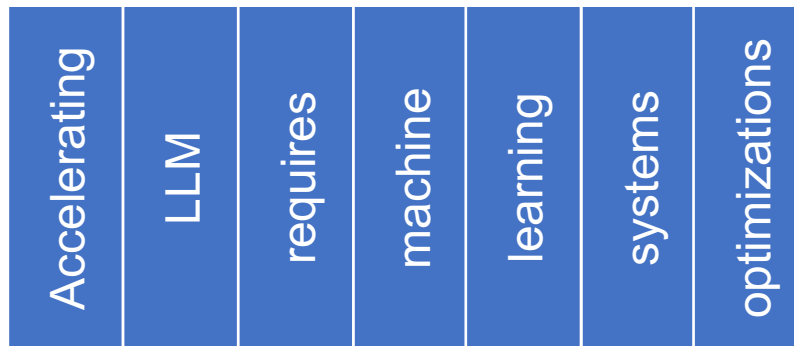 Accelerating
LLM
requires
machine
learning
systems
optimizations